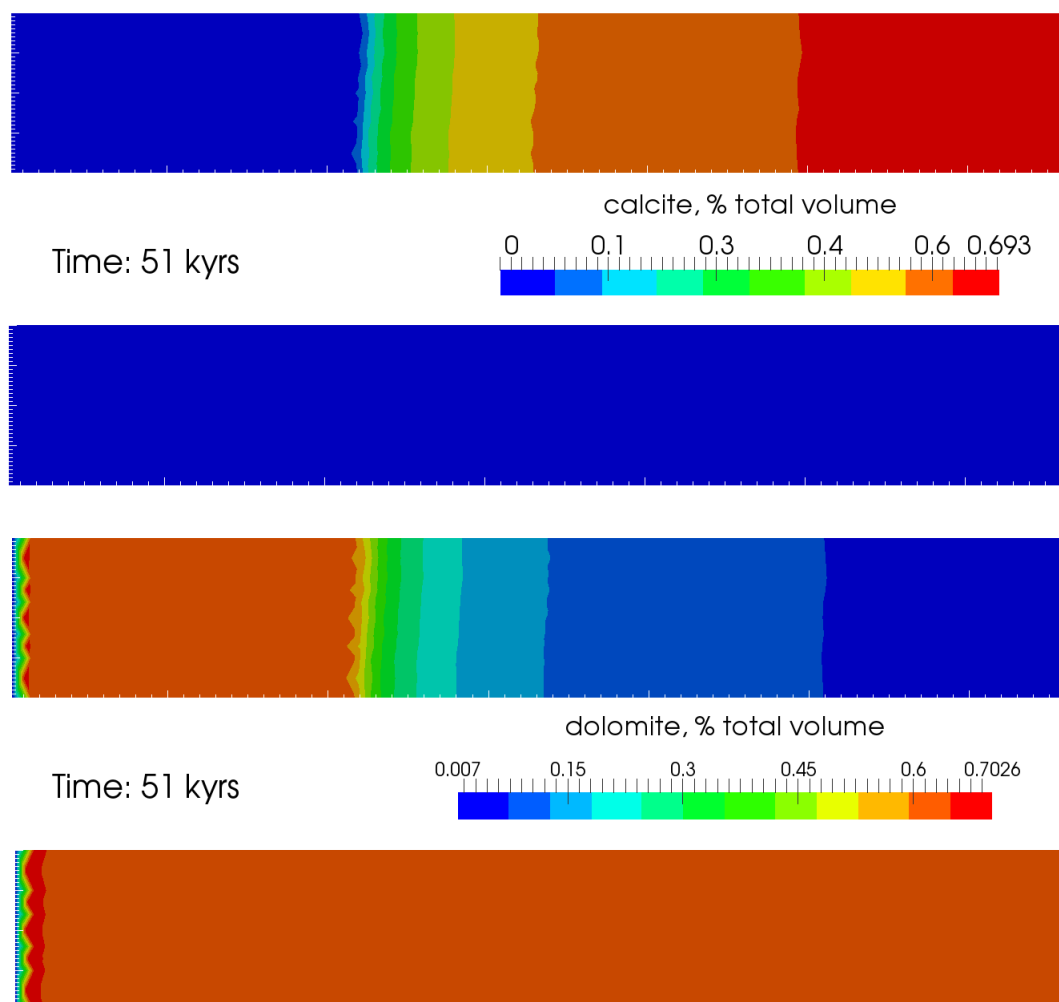 calcite, % total volume
Time: 51 kyrs
0 0.1 0.3 0.4 0.6 0.693
dolomite, % total volume
Time: 51 kyrs
0.007 0.15 0.3 0.45 0.6 0.7026